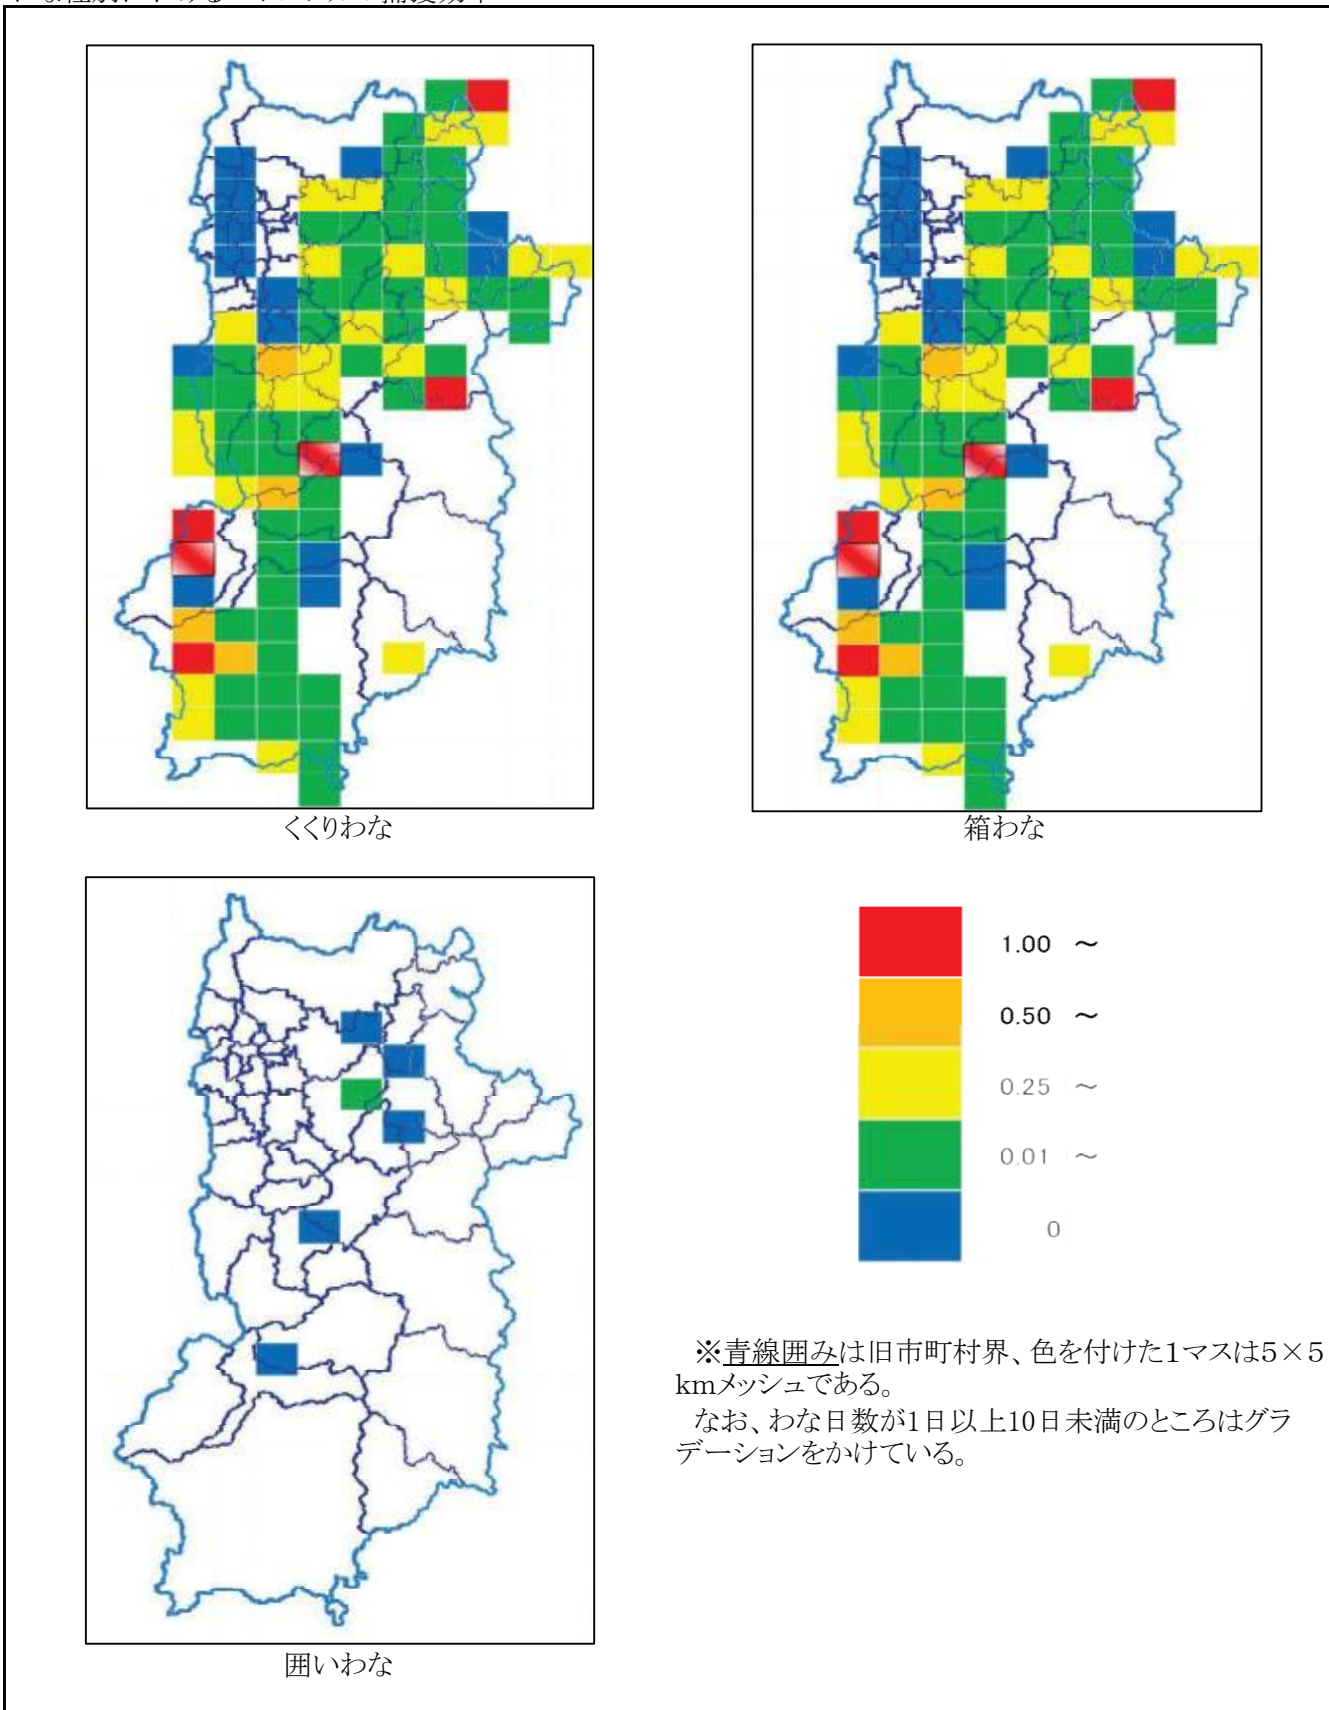 くくりわな
箱わな
1.00 ～
0.50 ～
0.25 ～
0.01 ～
0
※青線囲みは旧市町村界、色を付けた1マスは5×5
kmメッシュである。
なお、わな日数が1日以上10日未満のところはグラ
デーションをかけている。
囲いわな